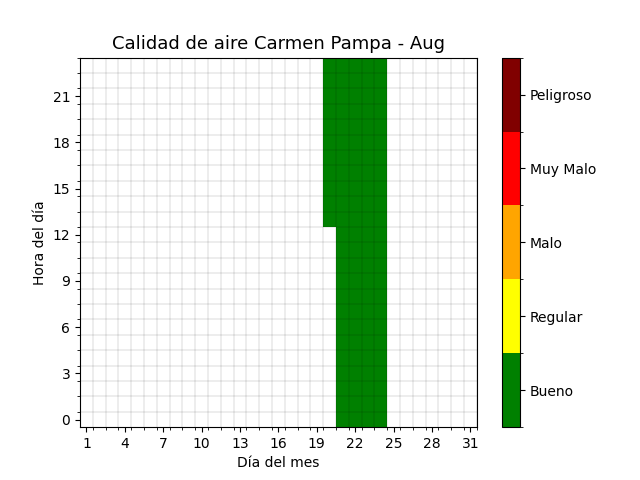 Calidad de aire Carmen Pampa - Aug
Hora del día
21
18
15
12
9
6
3
0
1 4 7 10 13 16 19 22 25 28 31
Día del mes
Peligroso
Muy Malo
Malo
Regular
Bueno